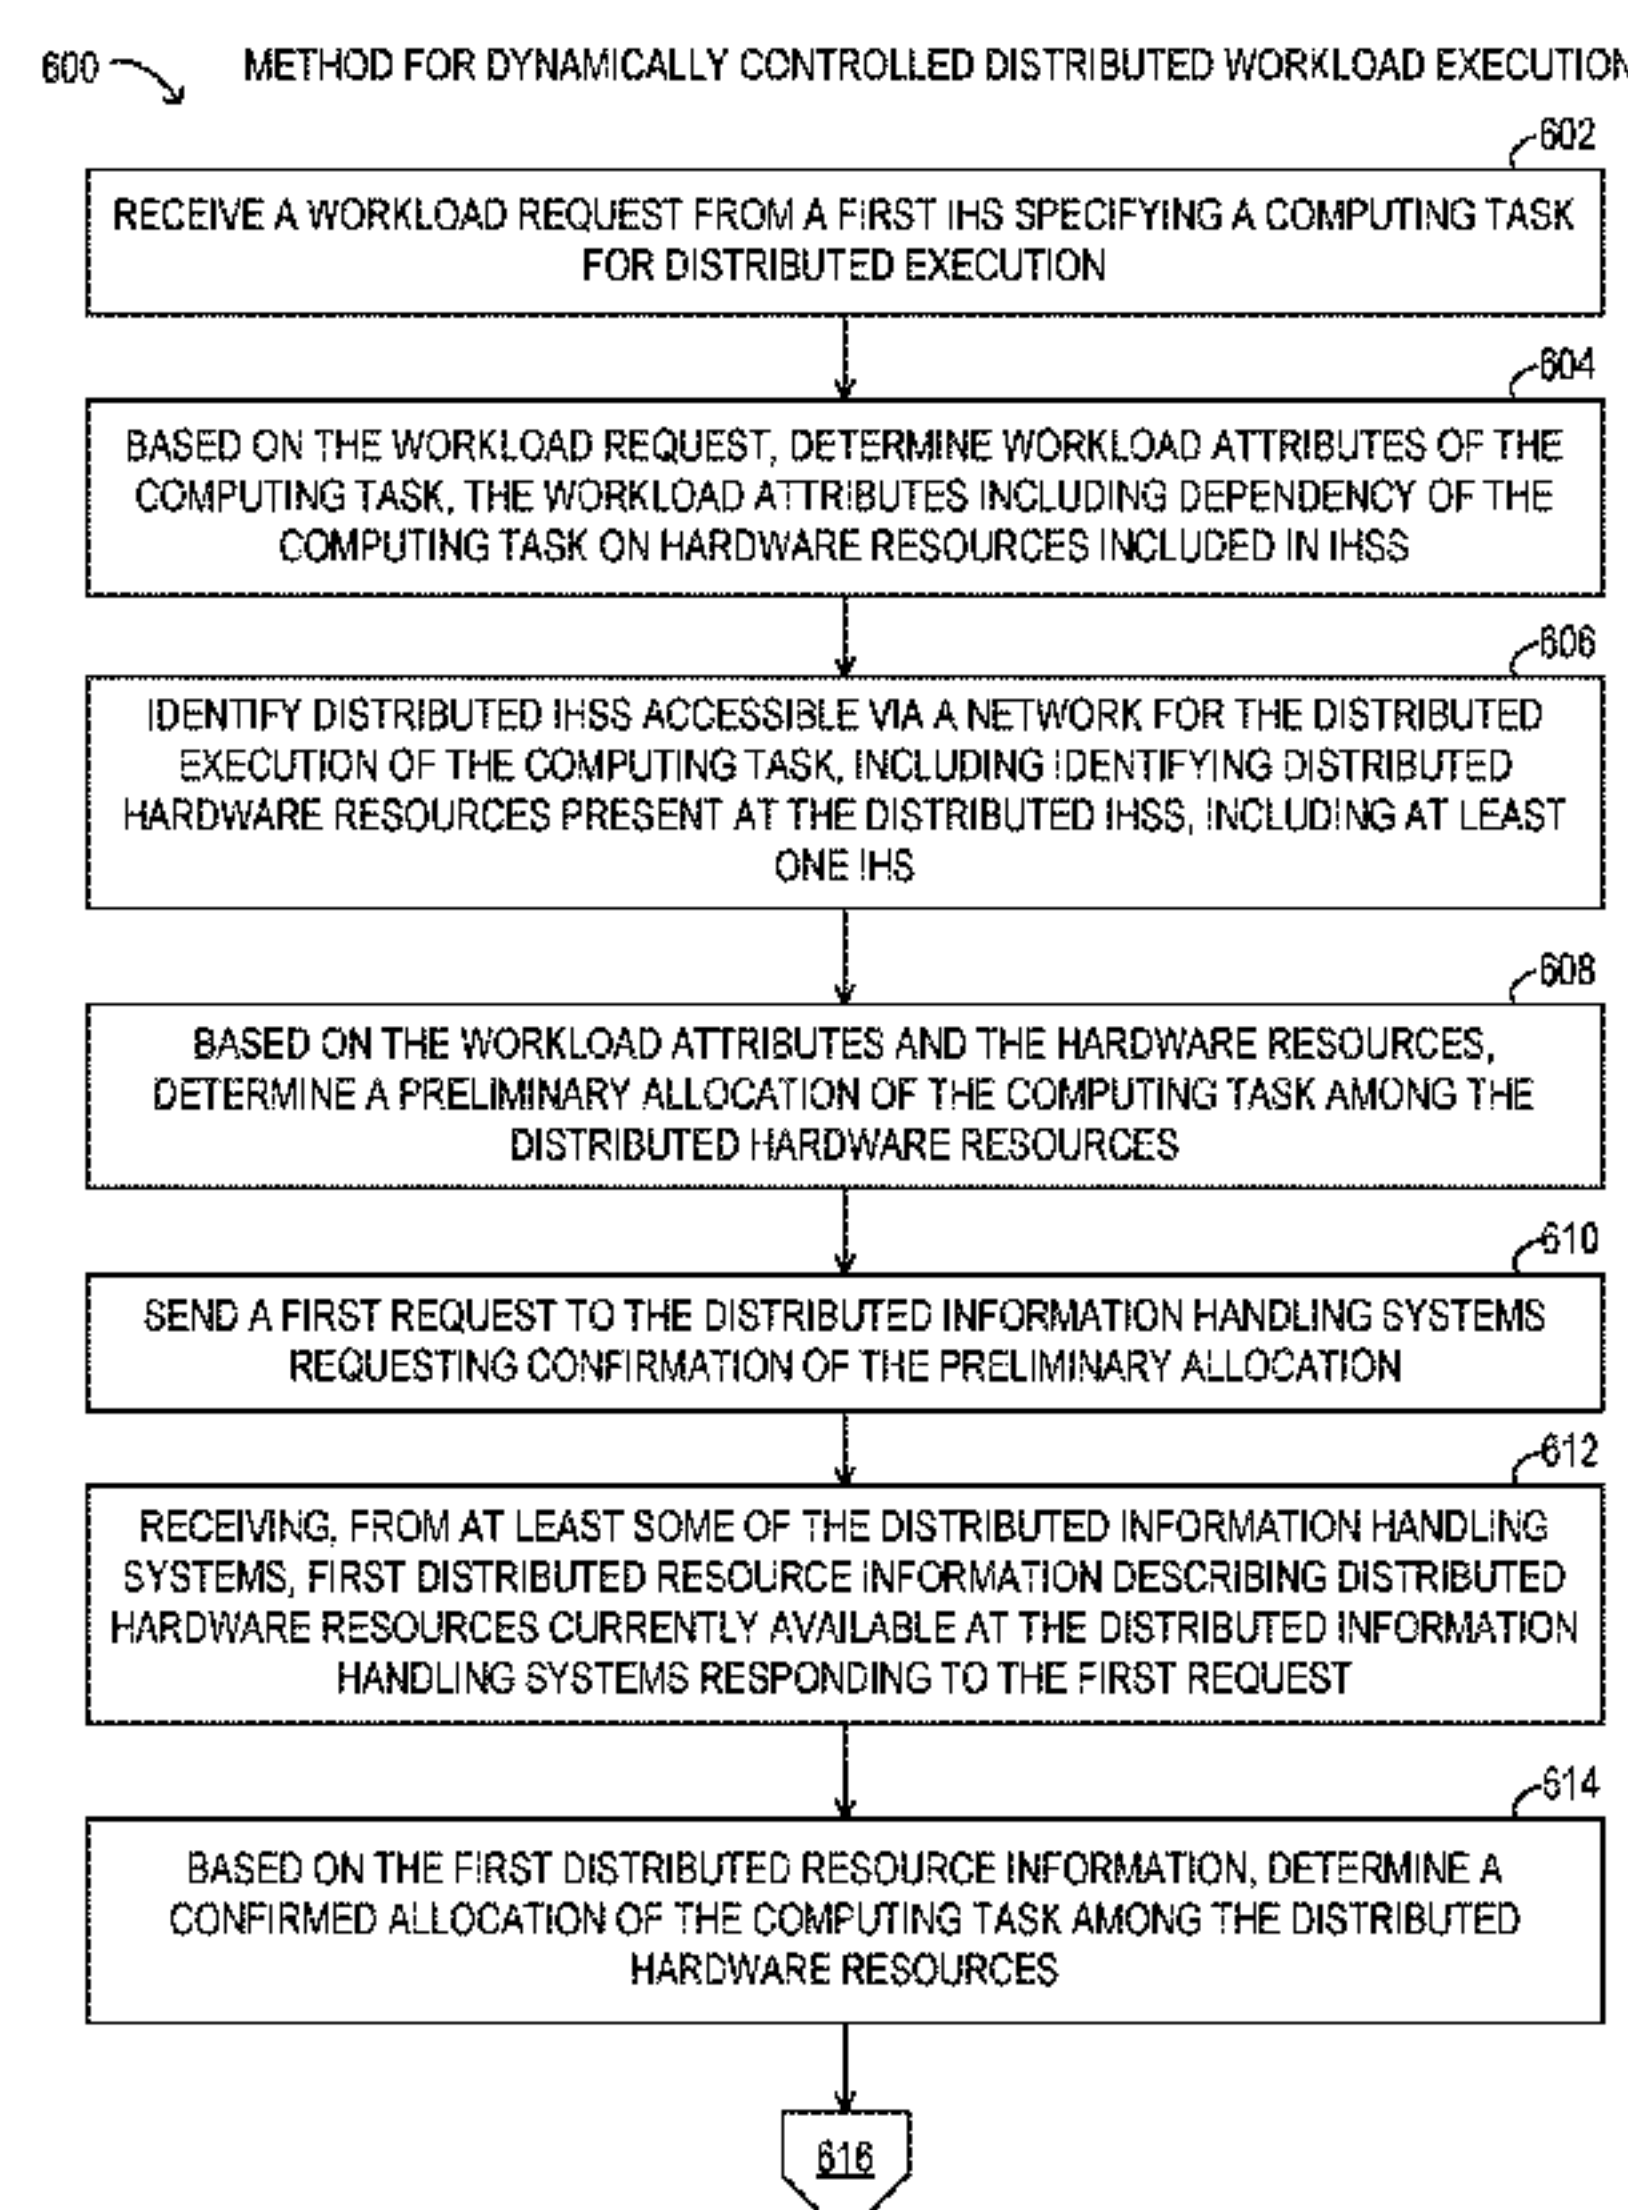 600 METHOD FOR DYNAMICALLY CONTROLLED DISTRIBUTED WORKLOAD EXECUTION
602
RECEIVE A WORKLOAD REQUEST FROM A FIRST IHS SPECIFYING A COMPUTING TASK
FOR DISTRIBUTED EXECUTION
604
BASED ON THE WORKLOAD REQUEST, DETERMINE WORKLOAD ATTRIBUTES OF THE
COMPUTING TASK, THE WORKLOAD ATTRIBUTES INCLUDING DEPENDENCY OF THE
COMPUTING TASK ON HARDWARE RESOURCES INCLUDED IN IHSS
606
IDENTIFY DISTRIBUTED IHSS ACCESSIBLE VIA A NETWORK FOR THE DISTRIBUTED
EXECUTION OF THE COMPUTING TASK, INCLUDING IDENTIFYING DISTRIBUTED
HARDWARE RESOURCES PRESENT AT THE DISTRIBUTED IHSS, INCLUDING AT LEAST
ONE IHS
608
BASED ON THE WORKLOAD ATTRIBUTES AND THE HARDWARE RESOURCES,
DETERMINE A PRELIMINARY ALLOCATION OF THE COMPUTING TASK AMONG THE
DISTRIBUTED HARDWARE RESOURCES
610
SEND A FIRST REQUEST TO THE DISTRIBUTED INFORMATION HANDLING SYSTEMS
REQUESTING CONFIRMATION OF THE PRELIMINARY ALLOCATION
612
RECEIVING, FROM AT LEAST SOME OF THE DISTRIBUTED INFORMATION HANDLING
SYSTEMS, FIRST DISTRIBUTED RESOURCE INFORMATION DESCRIBING DISTRIBUTED
HARDWARE RESOURCES CURRENTLY AVAILABLE AT THE DISTRIBUTED INFORMATION
HANDLING SYSTEMS RESPONDING TO THE FIRST REQUEST
614
BASED ON THE FIRST DISTRIBUTED RESOURCE INFORMATION, DETERMINE A
CONFIRMED ALLOCATION OF THE COMPUTING TASK AMONG THE DISTRIBUTED
HARDWARE RESOURCES
616